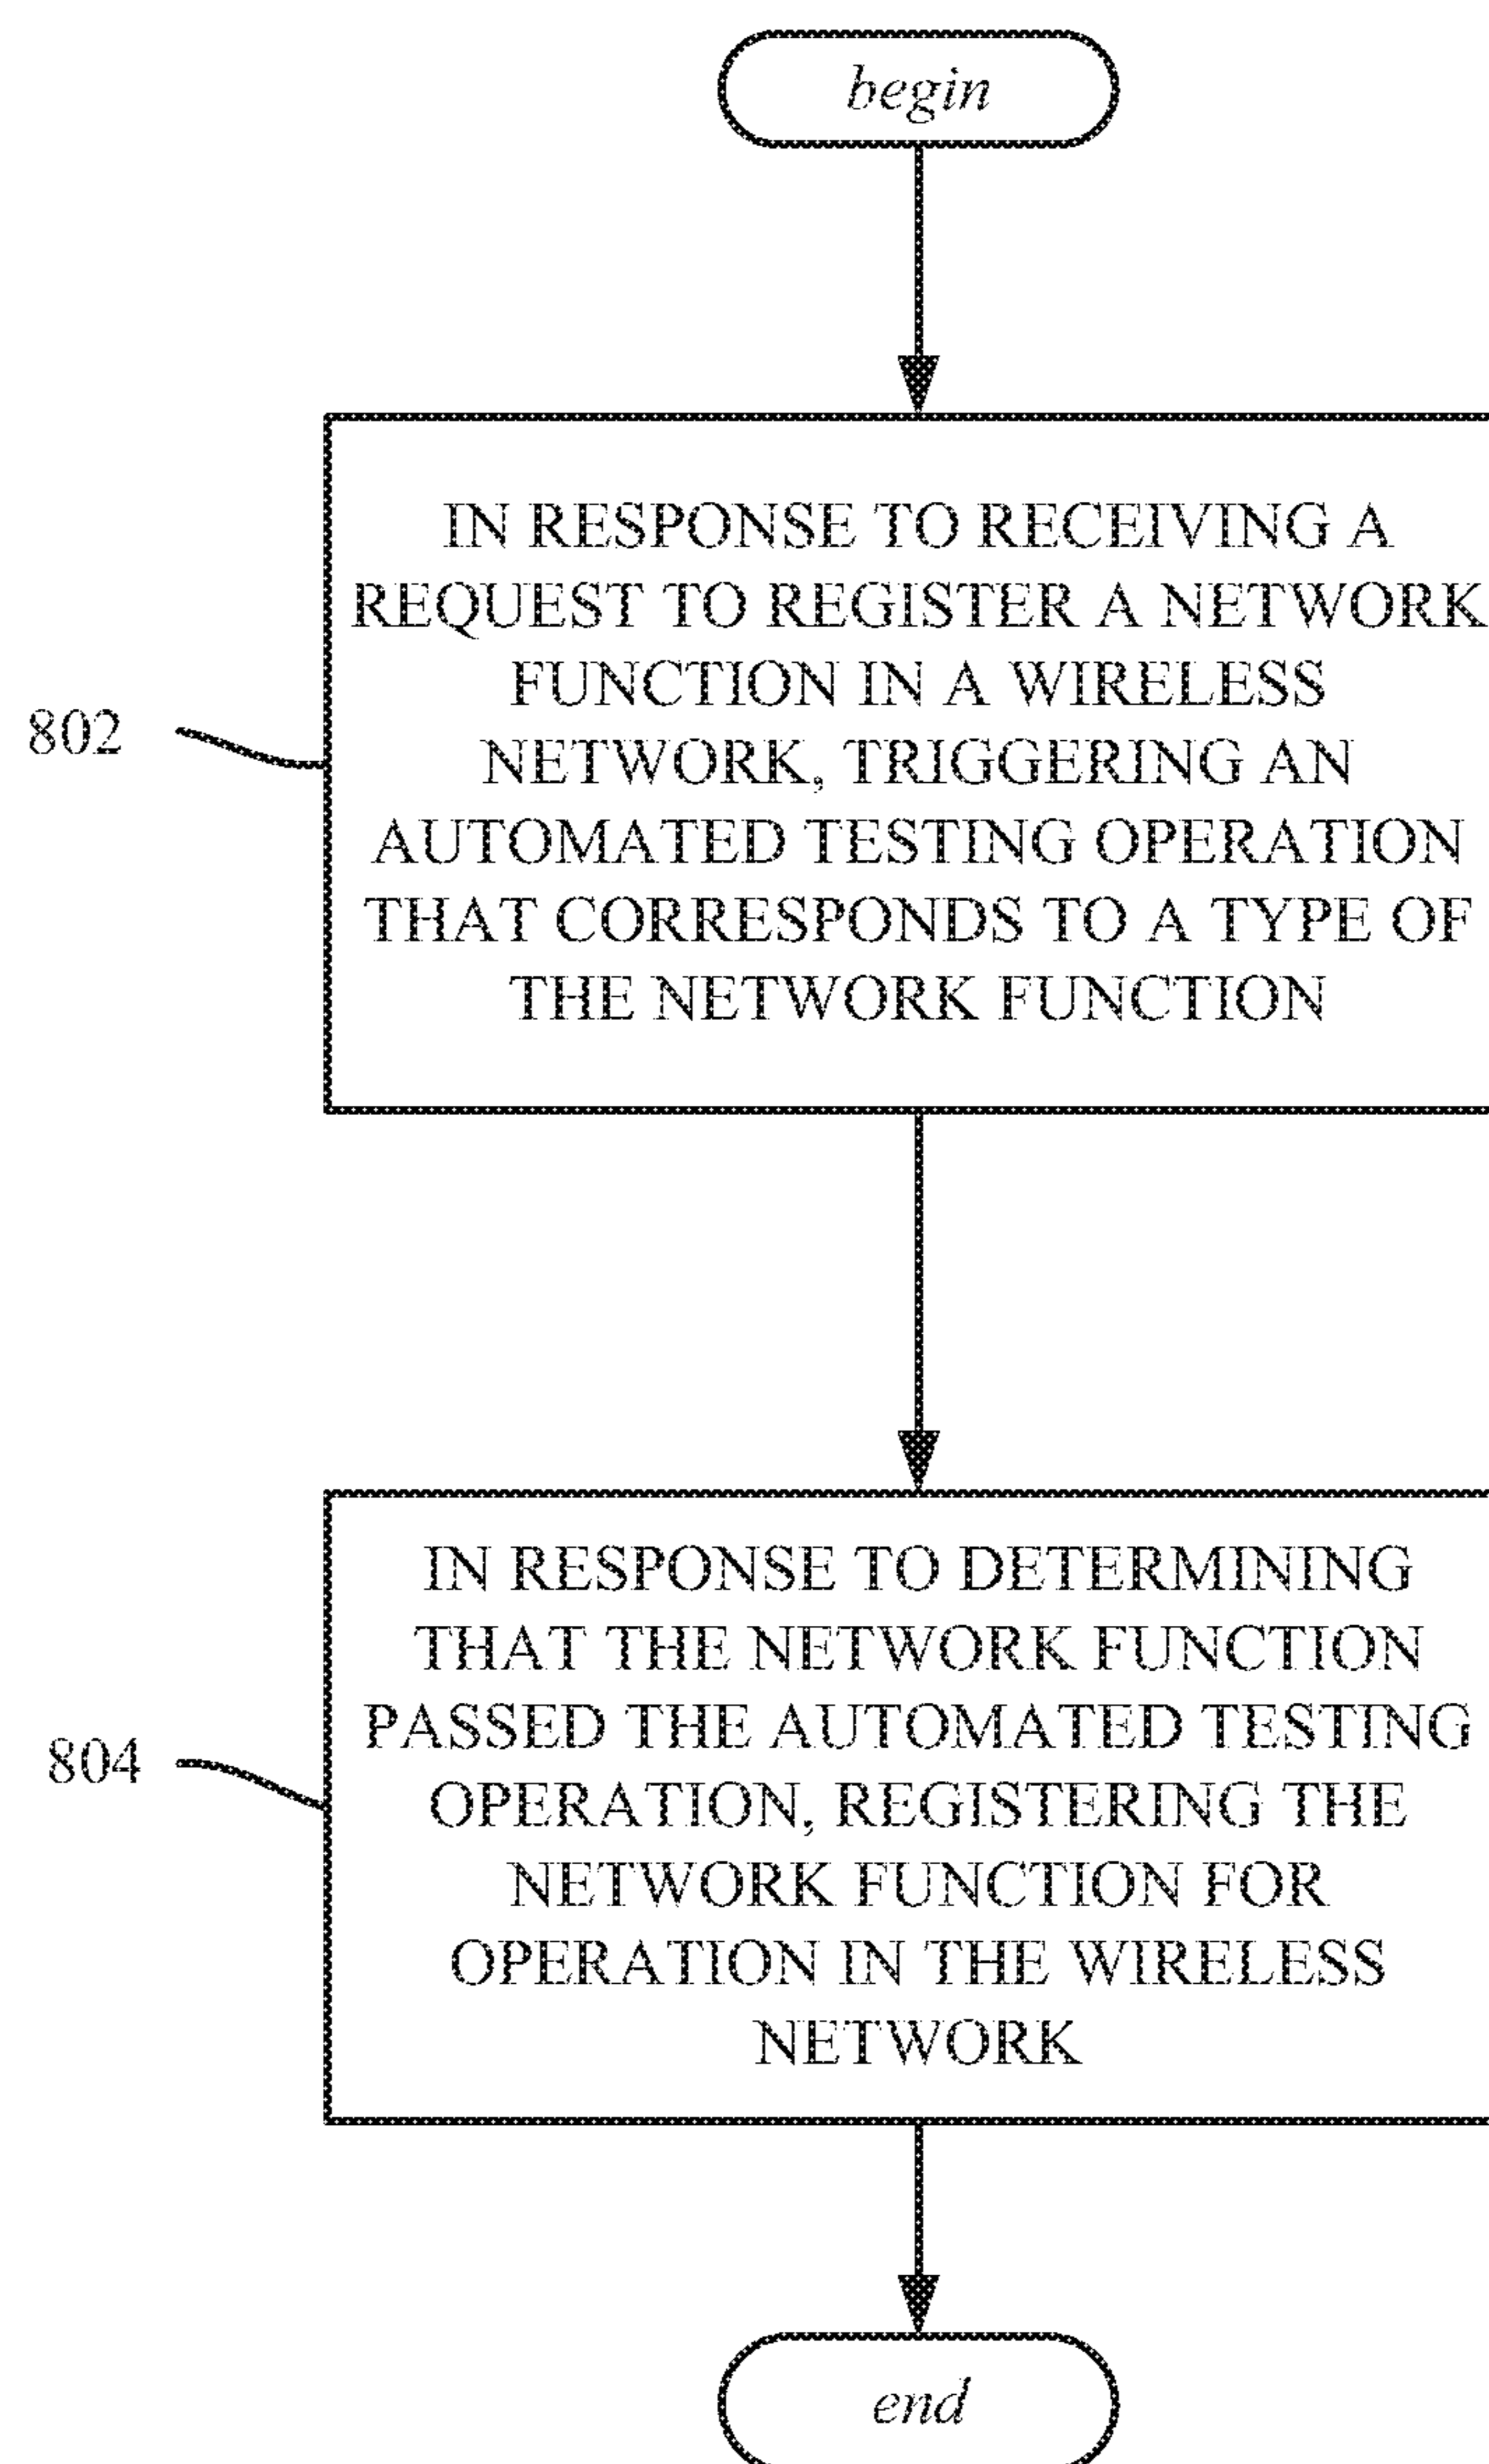 begin
IN RESPONSE TO RECEIVING A
REQUEST TO REGISTER A NETWORK
FUNCTION IN A WIRELESS
NETWORK, TRIGGERING AN
AUTOMATED TESTING OPERATION
THAT CORRESPONDS TO A TYPE OF
THE NETWORK FUNCTION
802
IN RESPONSE TO DETERMINING
THAT THE NETWORK FUNCTION
PASSED THE AUTOMATED TESTING
OPERATION, REGISTERING THE
NETWORK FUNCTION FOR
OPERATION IN THE WIRELESS
NETWORK
804
end